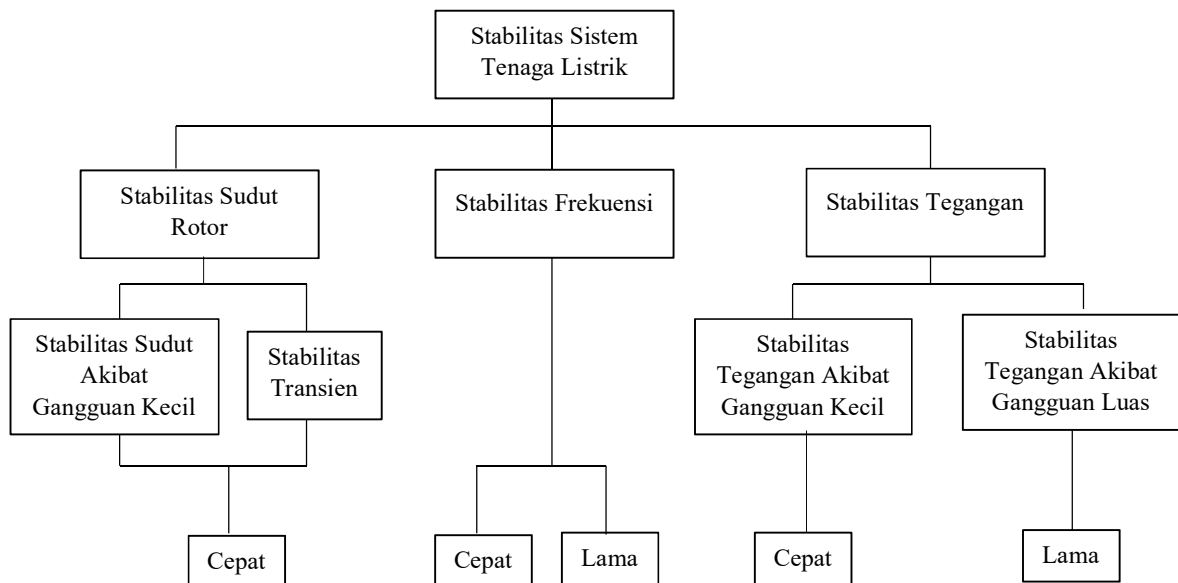 Stabilitas Sistem
Tenaga Listrik
Stabilitas Sudut
Rotor
Stabilitas Frekuensi
Stabilitas Tegangan
Stabilitas Sudut
Akibat
Gangguan Kecil
Stabilitas
Transien
Stabilitas
Tegangan Akibat
Gangguan Kecil
Stabilitas
Tegangan Akibat
Gangguan Luas
Cepat
Cepat
Lama
Cepat
Lama